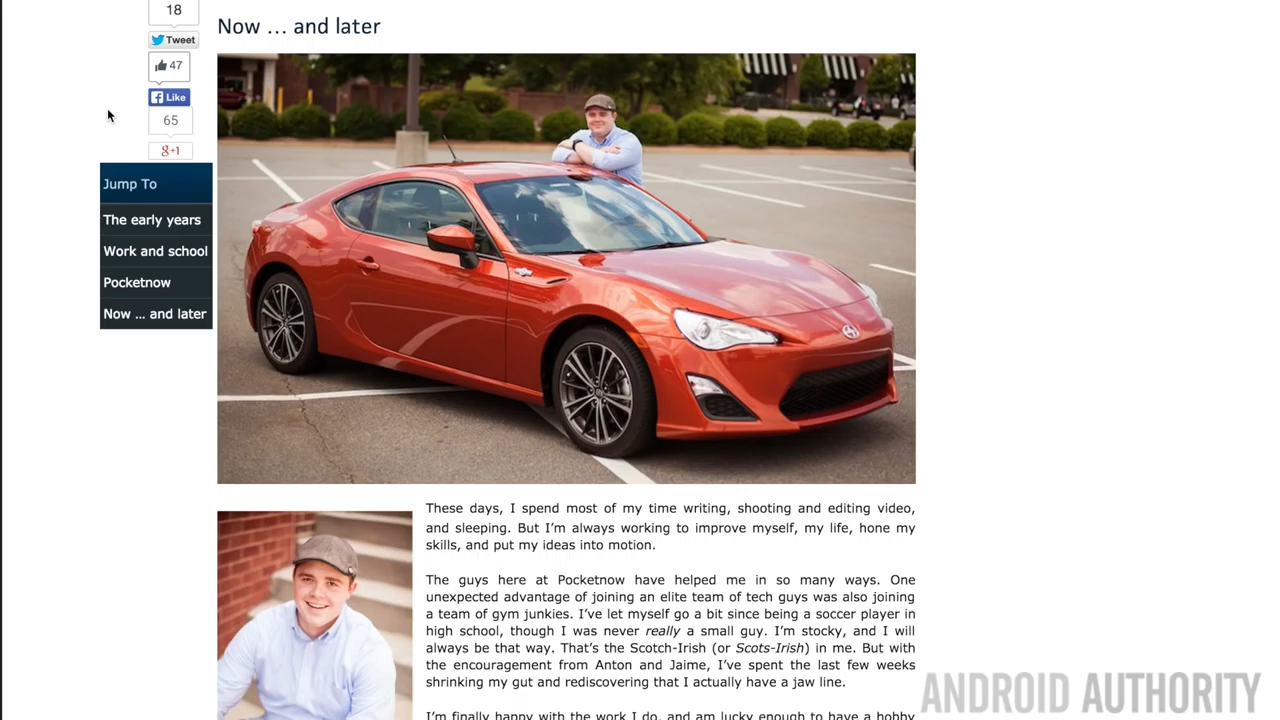 18
Tweet
47
Like
65
g+1
Jump To
The early years
Work and school
Pocketnow
Now ... and later
Now ... and later
These days, I spend most of my time writing, shooting and editing video,
and sleeping. But I'm always working to improve myself, my life, hone my
skills, and put my ideas into motion.
The guys here at Pocketnow have helped me in so many ways. One
unexpected advantage of joining an elite team of tech guys was also joining
a team of gym junkies. I've let myself go a bit since being a soccer player in
high school, though I was never really a small guy. I'm stocky, and I will
always be that way. That's the Scotch-Irish (or Scots-Irish) in me. But with
the encouragement from Anton and Jaime, I've spent the last few weeks
shrinking my gut and rediscovering that I actually have a jaw line.
I'm finally happy with the work I do, and am lucky enough to have a hobby
ANDROID AUTHORITY